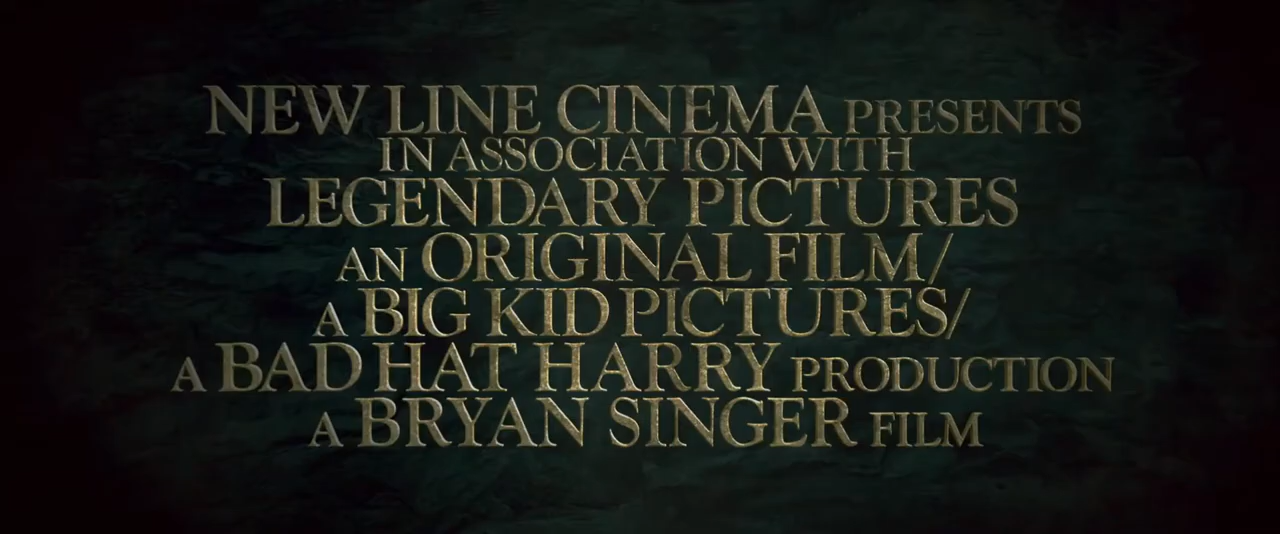 NEW LINE CINEMA PRESENTS
IN ASSOCIATION WITH
LEGENDARY PICTURES
AN ORIGINAL FILM/
A BIG KID PICTURES/
A BAD HAT HARRY PRODUCTION
A BRYAN SINGER FILM